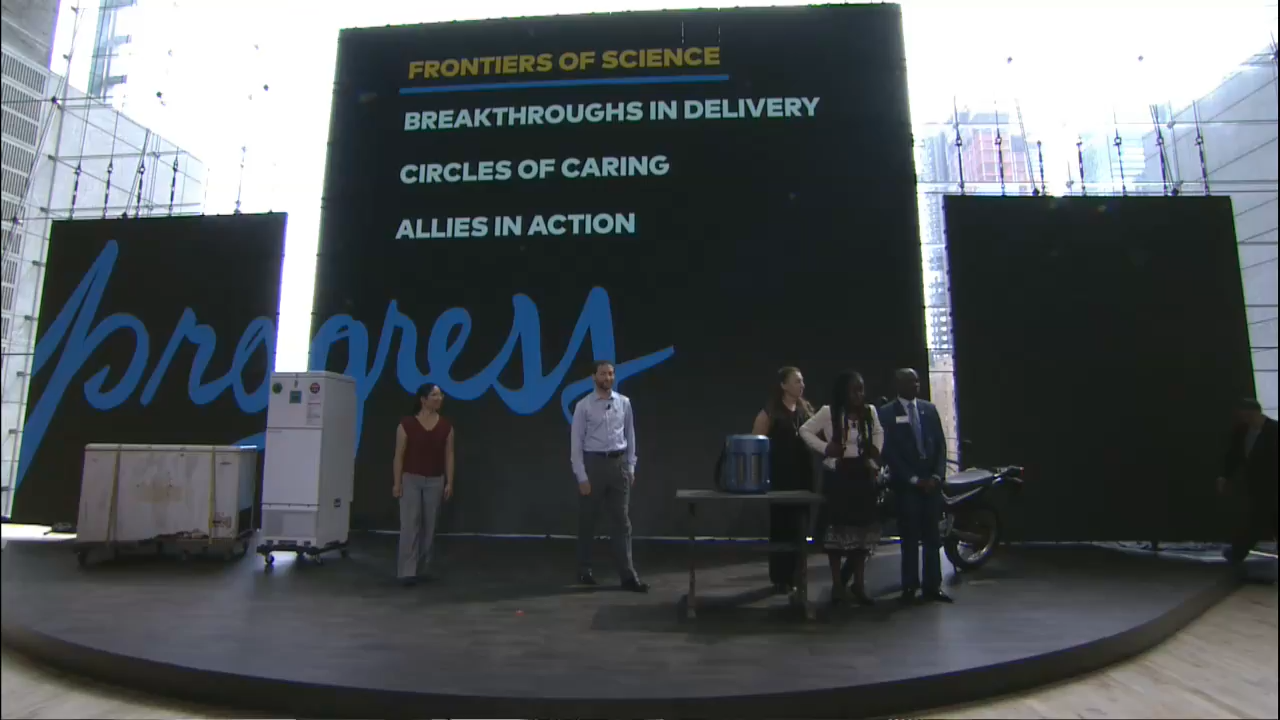 FRONTIERS OF SCIENCE
BREAKTHROUGHS IN DELIVERY
CIRCLES OF CARING
ALLIES IN ACTION
progress